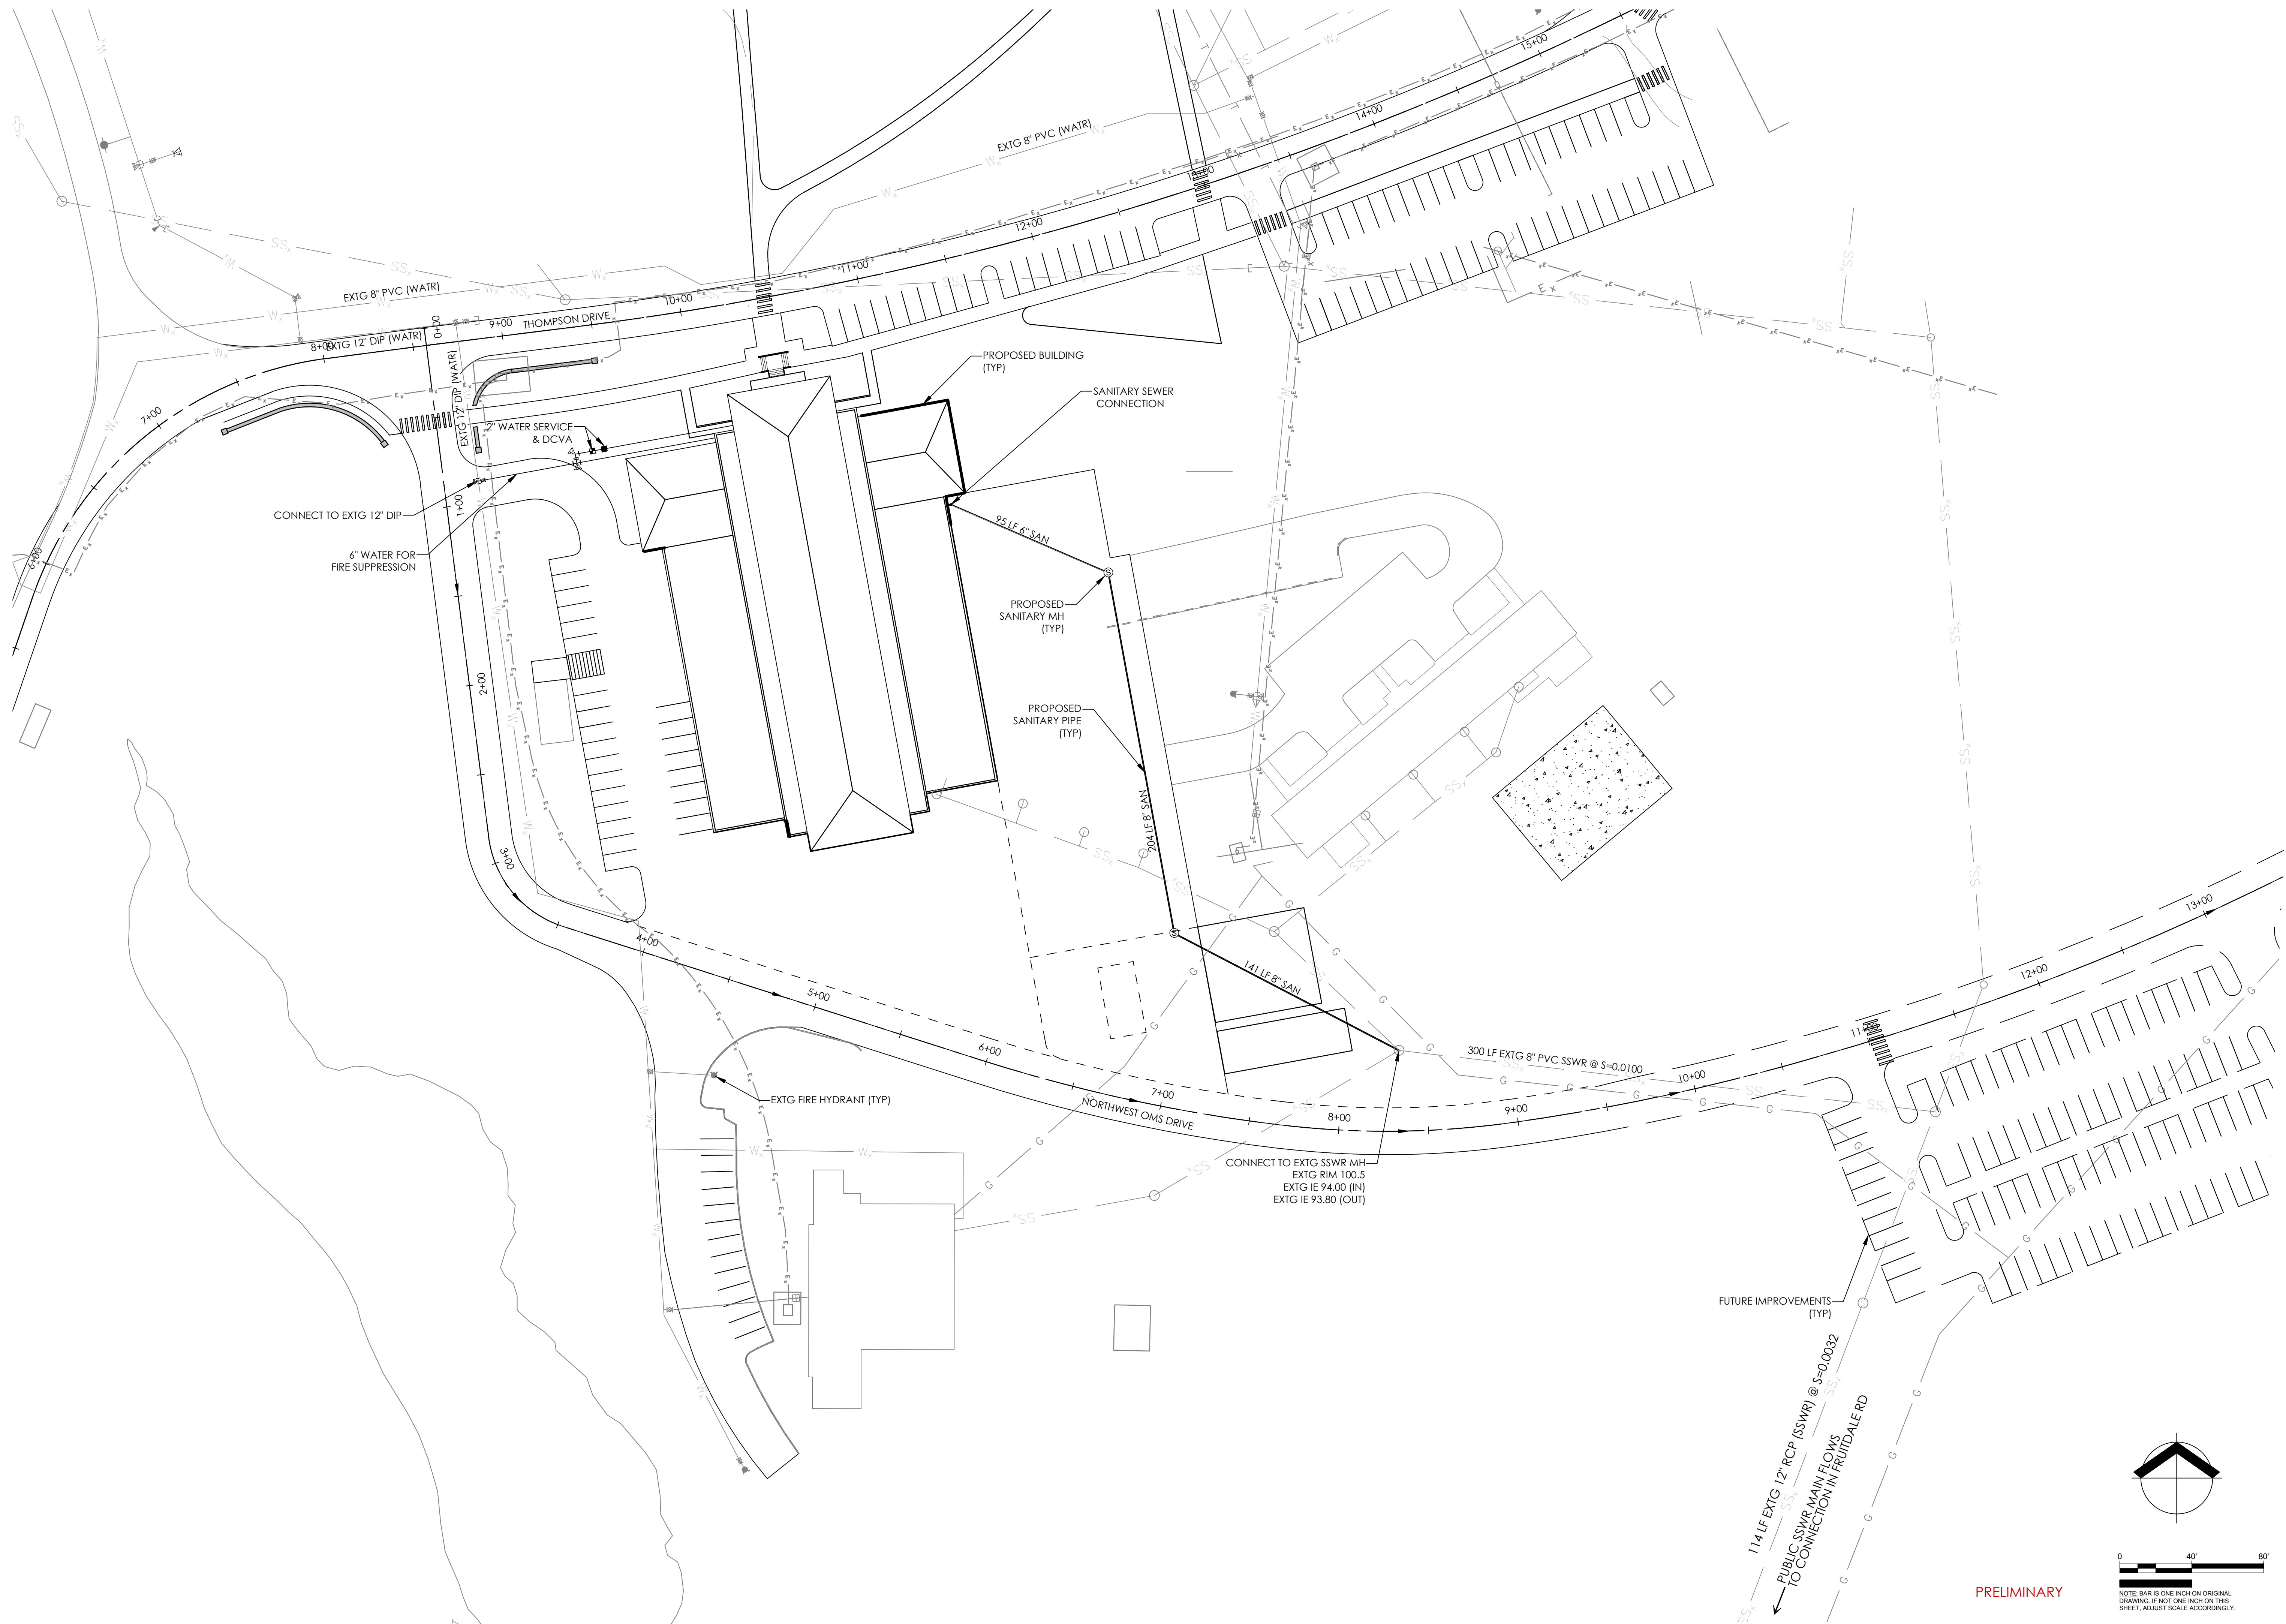 15+00
14+00
EXTG 8" PVC (WATR)
13+00
12+00
11+00
EXTG 8" PVC (WATR)
10+00
0+00
9+00
THOMPSON DRIVE
8+00
EXTG 12" DIP (WATR)
EXTG 12" DIP (WATR)
PROPOSED BUILDING
(TYP)
SANITARY SEWER
CONNECTION
7+00
2" WATER SERVICE
& DCVA
1+00
CONNECT TO EXTG 12" DIP
95 LF 6" SAN
6" WATER FOR
FIRE SUPPRESSION
6+00
PROPOSED
SANITARY MH
(TYP)
2+00
PROPOSED
SANITARY PIPE
(TYP)
204 LF 8" SAN
3+00
4+00
13+00
141 LF 8" SAN
12+00
5+00
11+00
6+00
300 LF EXTG 8" PVC SSWR @ S=0.0100
10+00
EXTG FIRE HYDRANT (TYP)
7+00
NORTHWEST OMS DRIVE
8+00
9+00
CONNECT TO EXTG SSWR MH
EXTG RIM 100.5
EXTG IE 94.00 (IN)
EXTG IE 93.80 (OUT)
FUTURE IMPROVEMENTS
(TYP)
114 LF EXTG 12" RCP (SSWR) @ S=0.0032
PUBLIC SSWR MAIN FLOWS
TO CONNECTION IN FRUITDALE RD
0 40' 80'
PRELIMINARY
NOTE: BAR IS ONE INCH ON ORIGINAL
DRAWING. IF NOT ONE INCH ON THIS
SHEET, ADJUST SCALE ACCORDINGLY.